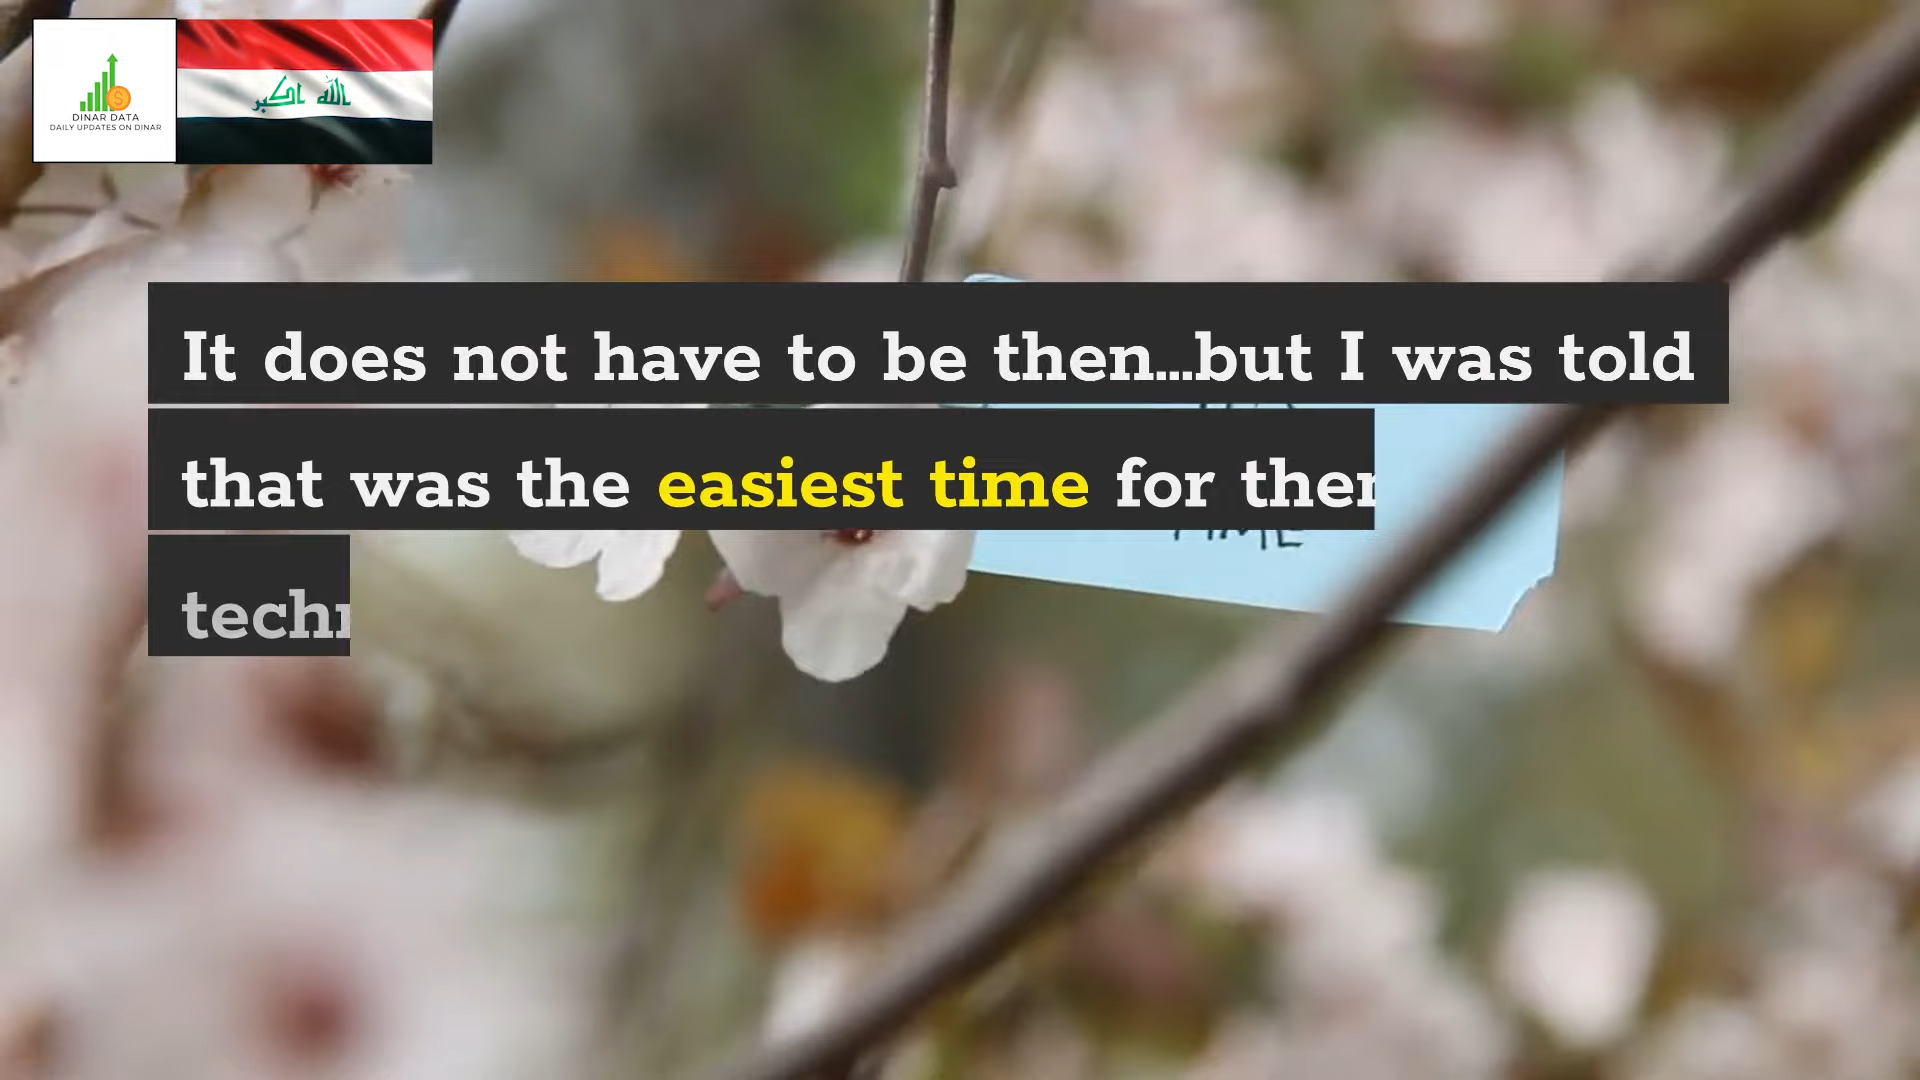 DINAR DATA
DAILY UPDATES ON DINAR
الله اكبر
It does not have to be then...but I was told
that was the easiest time for